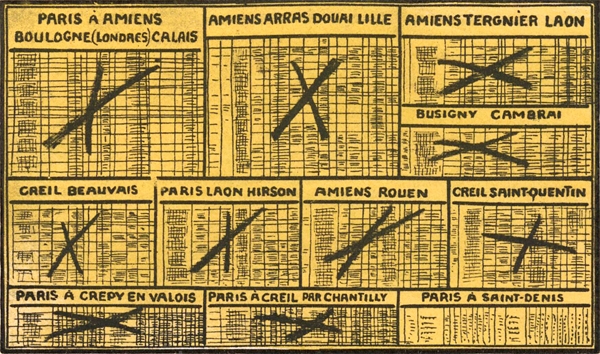 PARIS À AMIENS
BOULOGNE (LONDRES) CALAIS
AMIENS ARRAS DOUAI LILLE
AMIENS TERGNIER LAON
BUSIGNY CAMBRAI
CREIL BEAUVAIS
PARIS LAON HIRSON
AMIENS ROUEN
CREIL SAINT-QUENTIN
PARIS À CREPY EN VALOIS
PARIS À CREIL PAR CHANTILLY
PARIS À SAINT-DENIS